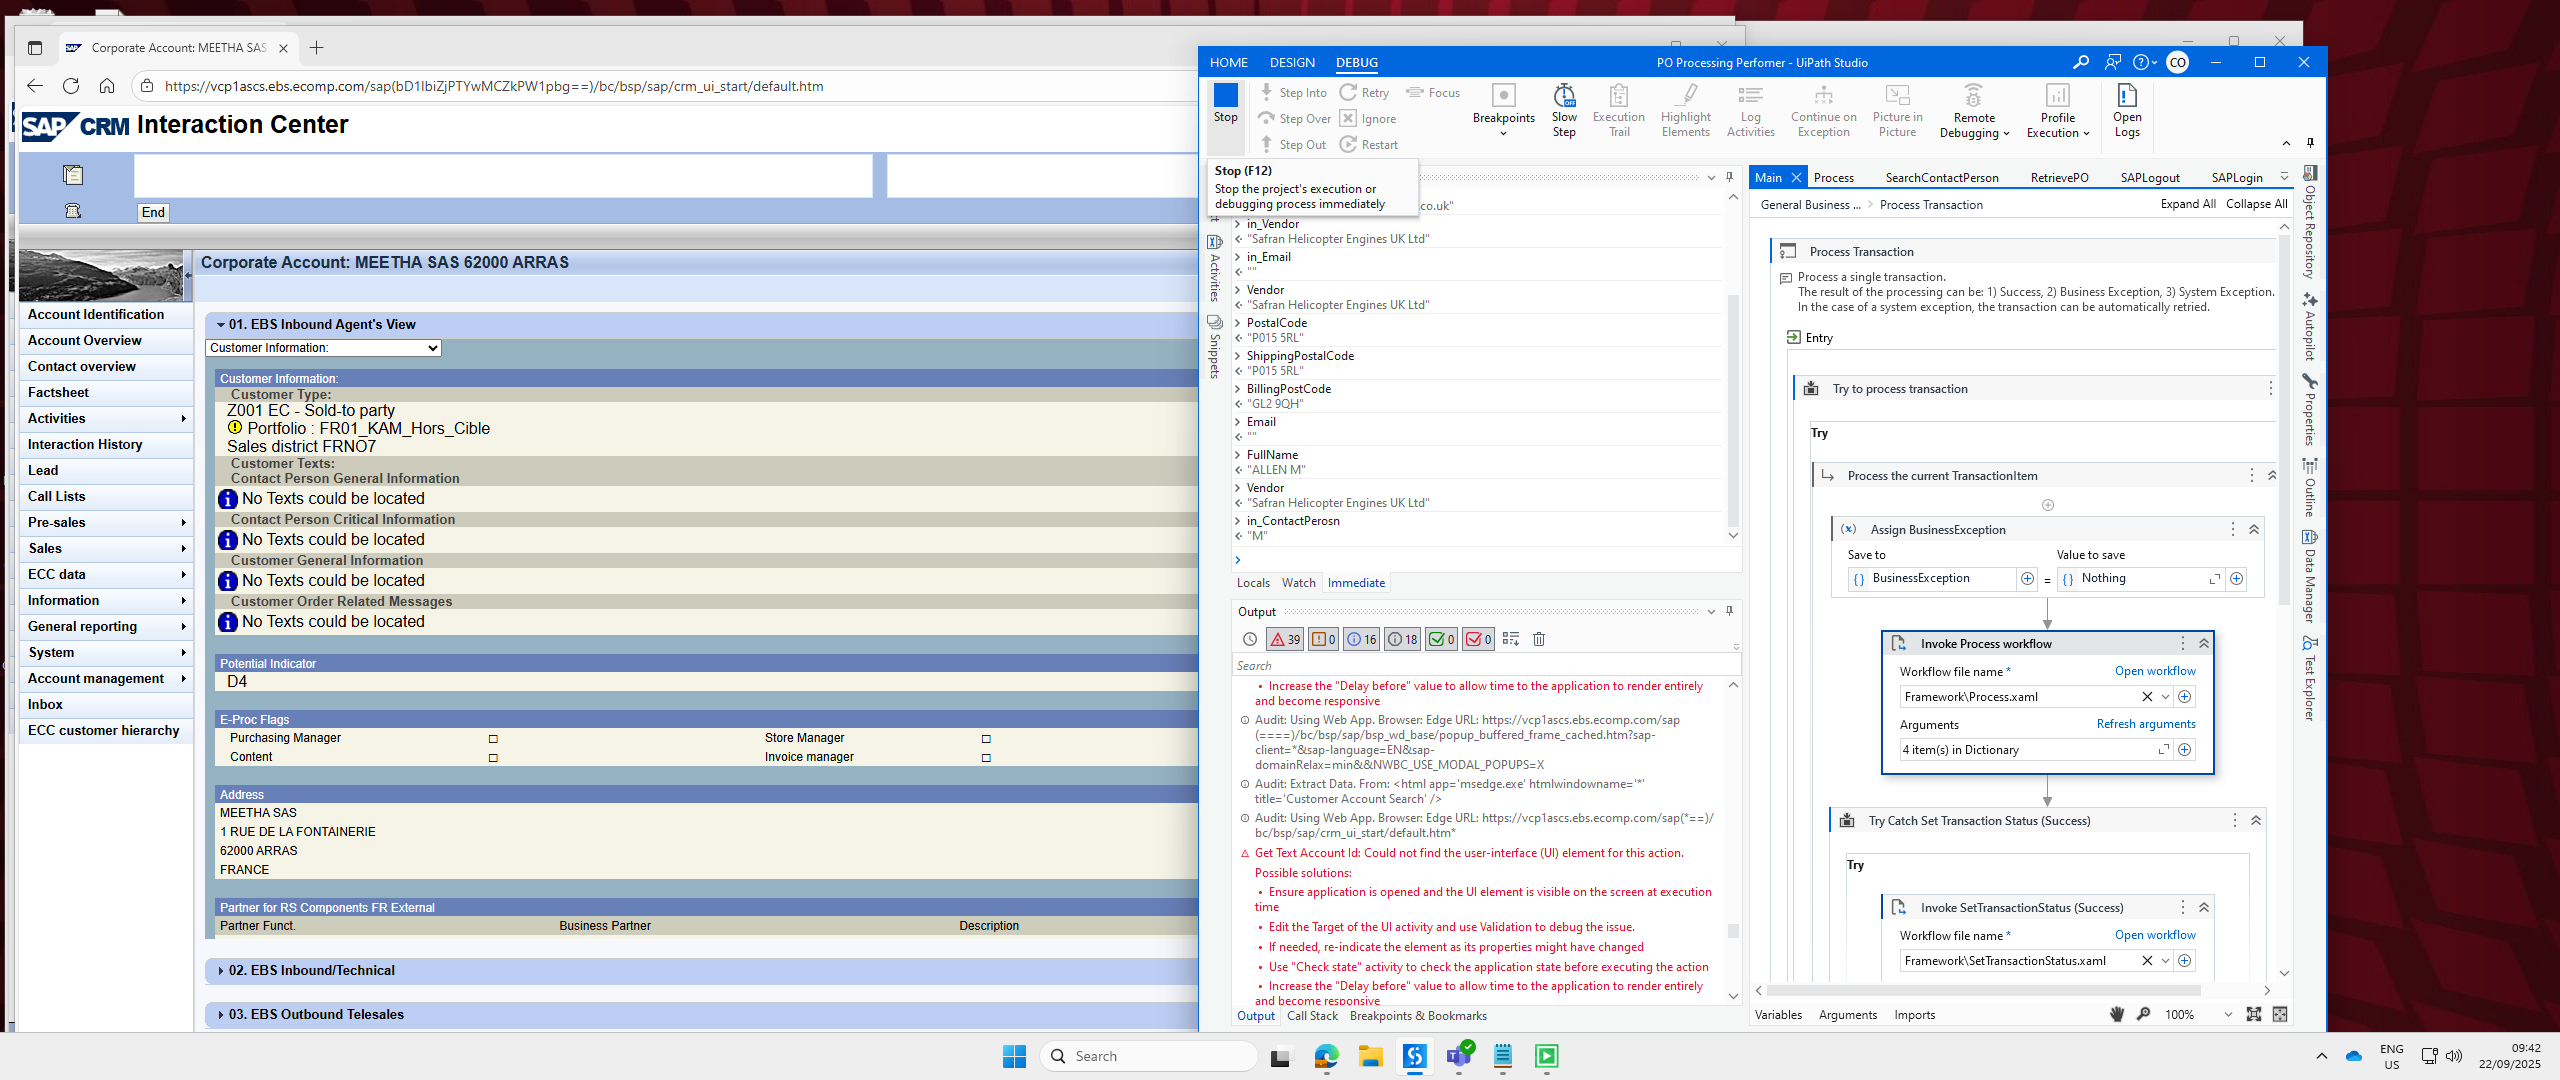 Corporate Account: MEETHA SAS
https://vcp1ascs.ebs.ecomp.com/sap(bD1lbiZjPTYwMCZkPW1pbg==)/bc/bsp/sap/crm_ui_start/default.htm
SAP CRM Interaction Center
End
Corporate Account: MEETHA SAS 62000 ARRAS
Account Identification
Account Overview
Contact overview
Factsheet
Activities
Interaction History
Lead
Call Lists
Pre-sales
Sales
ECC data
Information
General reporting
System
Account management
Inbox
ECC customer hierarchy
01. EBS Inbound Agent's View
Customer Information:
Customer Information:
Customer Type:
Z001 EC - Sold-to party
Portfolio : FR01_KAM_Hors_Cible
Sales district FRNO7
Customer Texts:
Contact Person General Information
No Texts could be located
Contact Person Critical Information
No Texts could be located
Customer General Information
No Texts could be located
Customer Order Related Messages
No Texts could be located
Potential Indicator
D4
E-Proc Flags
Purchasing Manager Store Manager
Content Invoice manager
Address
MEETHA SAS
1 RUE DE LA FONTAINERIE
62000 ARRAS
FRANCE
Partner for RS Components FR External
Partner Funct. Business Partner Description
02. EBS Inbound/Technical
03. EBS Outbound Telesales
HOME DESIGN DEBUG PO Processing Perfomer - UiPath Studio CO
Stop
Step Into Retry Focus
Step Over Ignore
Step Out Restart
Breakpoints
Slow Step
Execution Trail
Highlight Elements
Log Activities
Continue on Exception
Picture in Picture
Remote Debugging
Profile Execution
Open Logs
Stop (F12)
Stop the project's execution or
debugging process immediately
Activities
Snippets
co.uk"
in_Vendor
"Safran Helicopter Engines UK Ltd"
in_Email
""
Vendor
"Safran Helicopter Engines UK Ltd"
PostalCode
"P015 5RL"
ShippingPostalCode
"P015 5RL"
BillingPostCode
"GL2 9QH"
Email
""
FullName
"ALLEN M"
Vendor
"Safran Helicopter Engines UK Ltd"
in_ContactPerosn
"M"
Locals Watch Immediate
Output
39 0 16 18 0 0
Search
• Increase the "Delay before" value to allow time to the application to render entirely
and become responsive
Audit: Using Web App. Browser: Edge URL: https://vcp1ascs.ebs.ecomp.com/sap
(====)/bc/bsp/sap/bsp_wd_base/popup_buffered_frame_cached.htm?sap-
client=*&sap-language=EN&sap-
domainRelax=min&&NWBC_USE_MODAL_POPUPS=X
Audit: Extract Data. From: <html app='msedge.exe' htmlwindowname='*'
title='Customer Account Search' />
Audit: Using Web App. Browser: Edge URL: https://vcp1ascs.ebs.ecomp.com/sap(*==)/
bc/bsp/sap/crm_ui_start/default.htm*
Get Text Account Id: Could not find the user-interface (UI) element for this action.
Possible solutions:
• Ensure application is opened and the UI element is visible on the screen at execution
time
• Edit the Target of the UI activity and use Validation to debug the issue.
• If needed, re-indicate the element as its properties might have changed
• Use "Check state" activity to check the application state before executing the action
• Increase the "Delay before" value to allow time to the application to render entirely
and become responsive
Output Call Stack Breakpoints & Bookmarks
Main Process SearchContactPerson RetrievePO SAPLogout SAPLogin
General Business ... > Process Transaction Expand All Collapse All
Process Transaction
Process a single transaction.
The result of the processing can be: 1) Success, 2) Business Exception, 3) System Exception.
In the case of a system exception, the transaction can be automatically retried.
Entry
Try to process transaction
Try
Process the current TransactionItem
(x) Assign BusinessException
Save to Value to save
{} BusinessException = {} Nothing
Invoke Process workflow
Workflow file name * Open workflow
Framework\Process.xaml
Arguments Refresh arguments
4 item(s) in Dictionary
Try Catch Set Transaction Status (Success)
Try
Invoke SetTransactionStatus (Success)
Workflow file name * Open workflow
Framework\SetTransactionStatus.xaml
Variables Arguments Imports 100%
Object Repository
Autopilot
Properties
Outline
Data Manager
Test Explorer
Search
ENG
US
09:42
22/09/2025